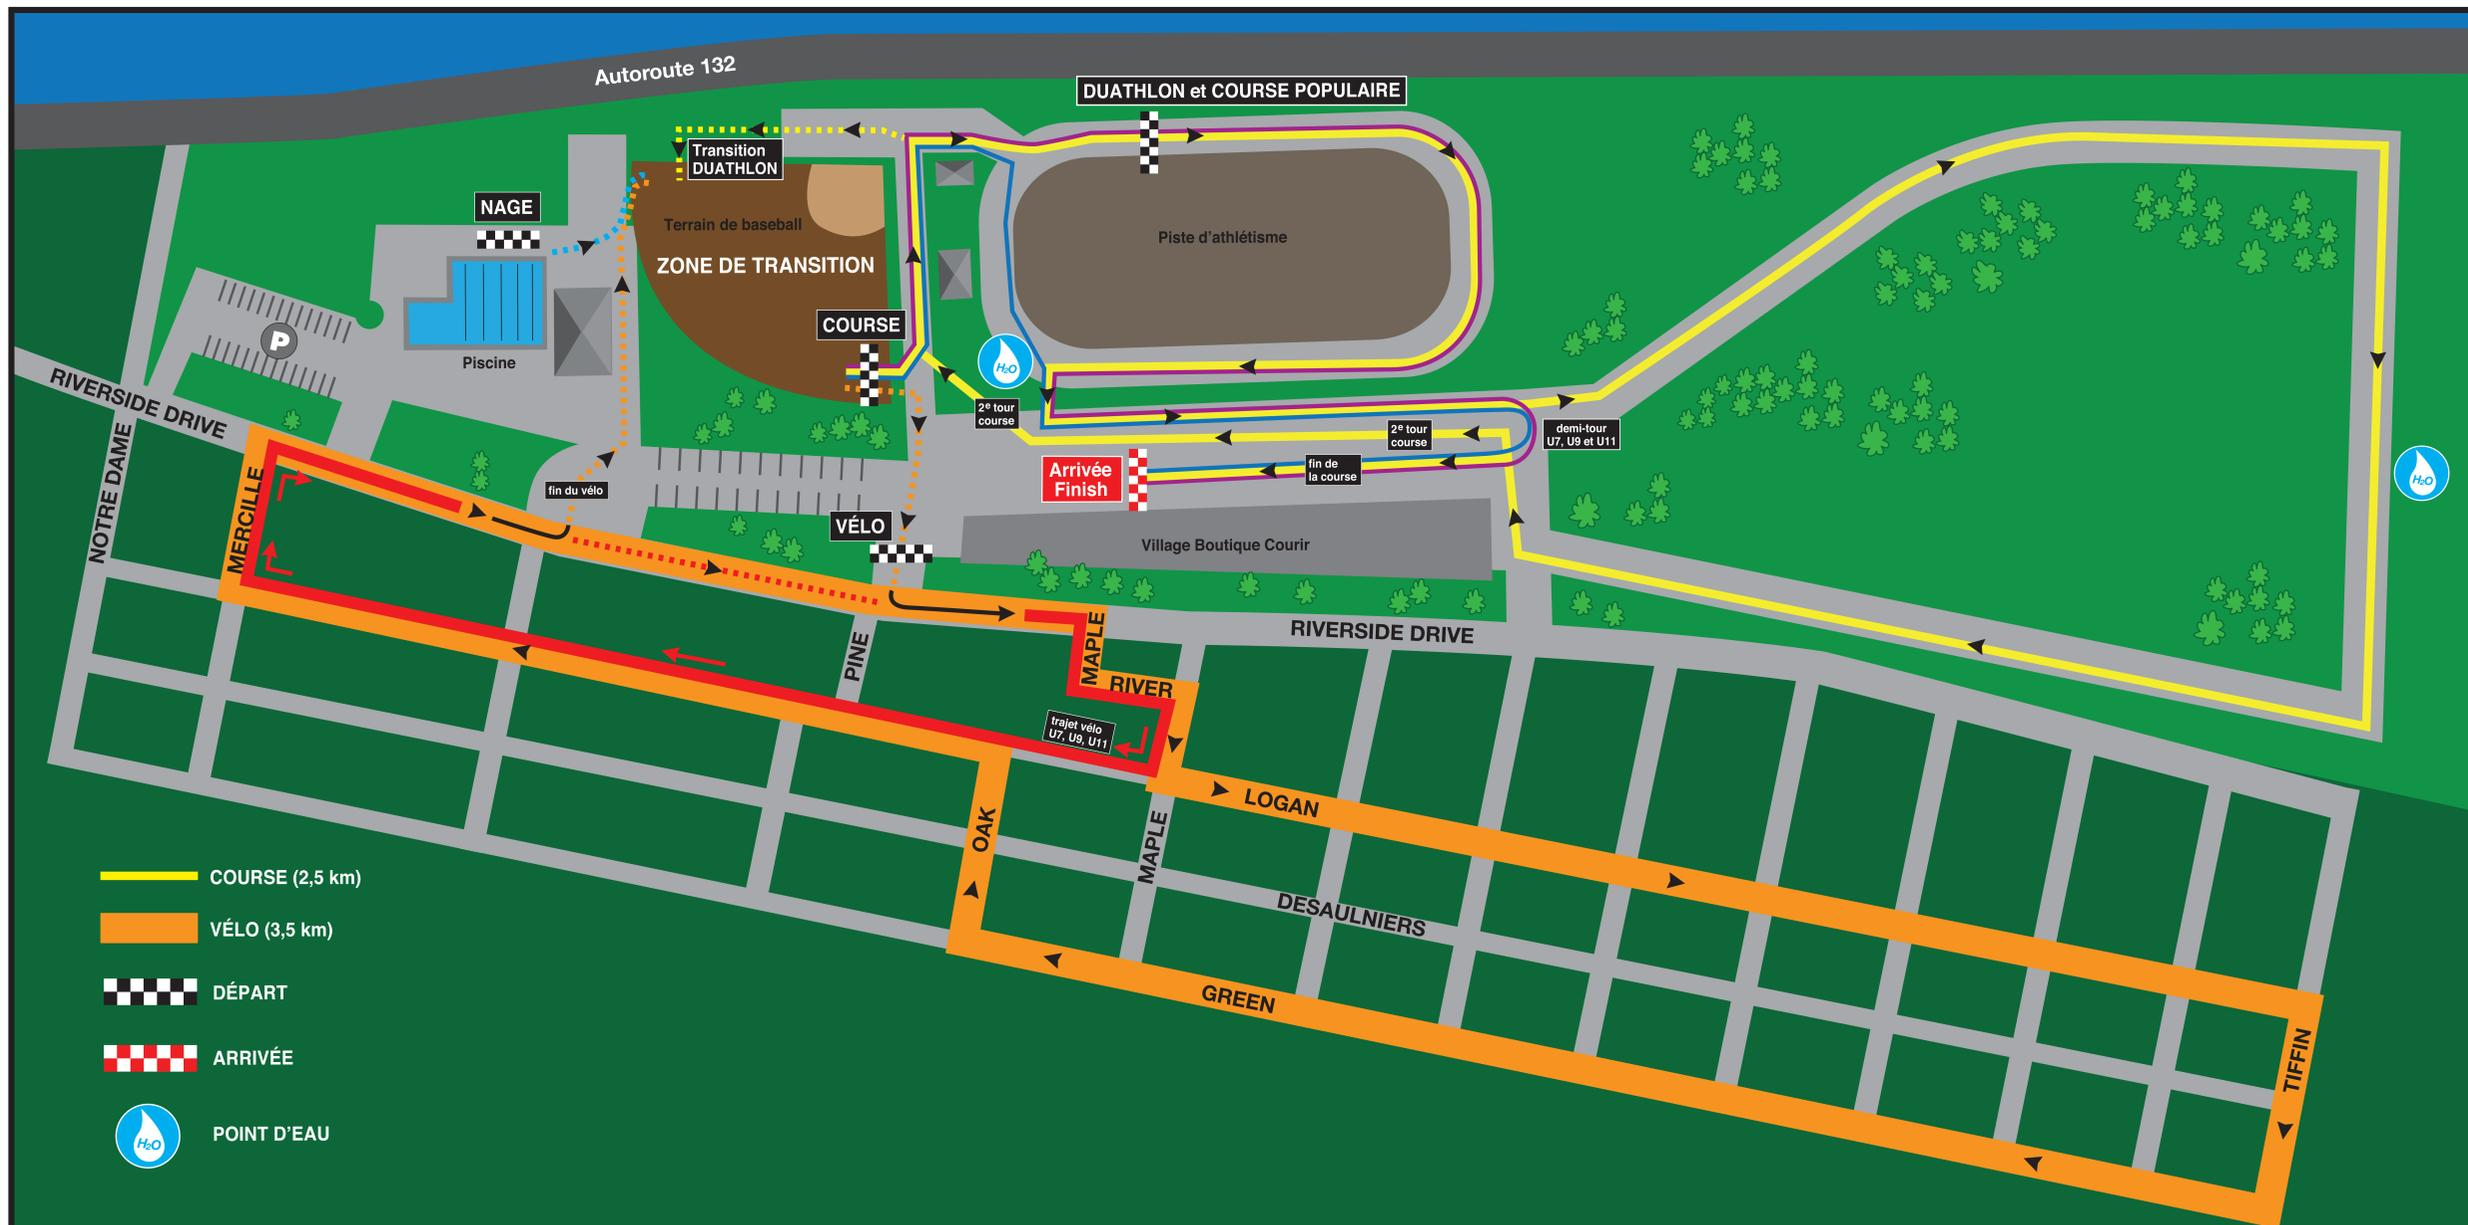 Autoroute 132
DUATHLON et COURSE POPULAIRE
Transition
DUATHLON
NAGE
Terrain de baseball
ZONE DE TRANSITION
Piste d'athlétisme
COURSE
P
Piscine
H₂O
RIVERSIDE DRIVE
NOTRE DAME
MERCILLE
2e tour
course
2e tour
course
demi-tour
U7, U9 et U11
Arrivée
Finish
fin de
la course
H₂O
fin du vélo
VÉLO
Village Boutique Courir
RIVERSIDE DRIVE
PINE
MAPLE
RIVER
trajet vélo
U7, U9, U11
LOGAN
OAK
MAPLE
DESAULNIERS
GREEN
TIFFIN
COURSE (2,5 km)
VÉLO (3,5 km)
DÉPART
ARRIVÉE
H₂O
POINT D'EAU